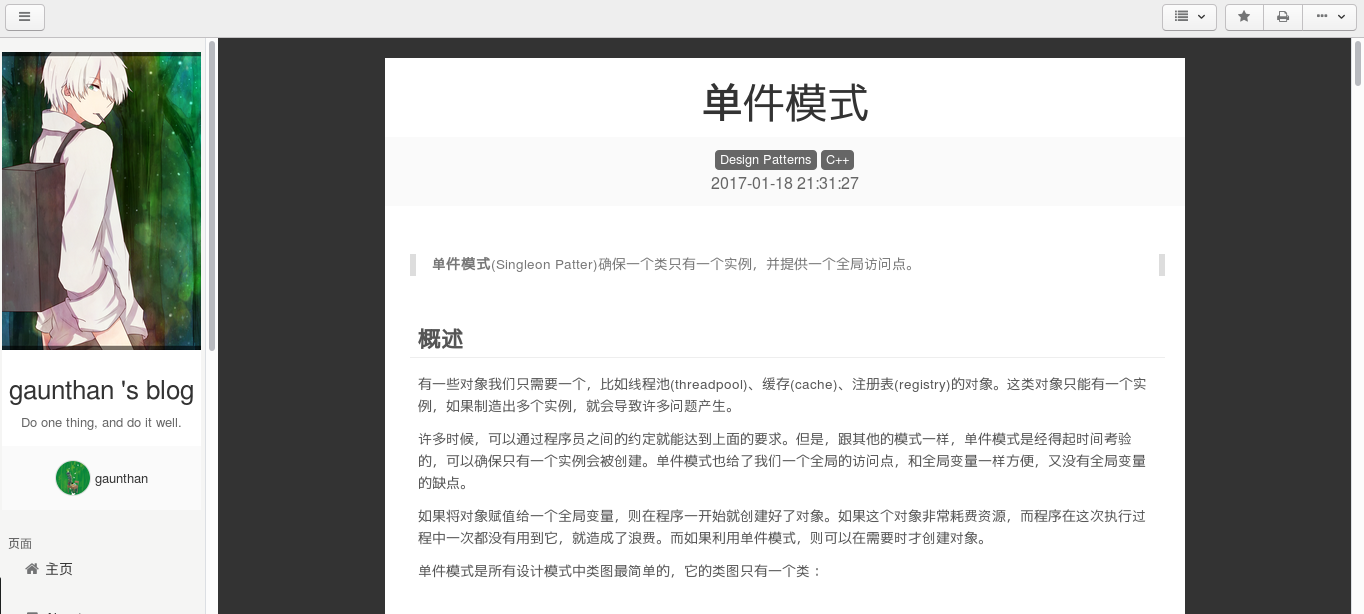 gaunthan 's blog
Do one thing, and do it well.
gaunthan
页面
主页
单件模式
Design Patterns C++
2017-01-18 21:31:27
单件模式(Singleon Patter)确保一个类只有一个实例，并提供一个全局访问点。
概述
有一些对象我们只需要一个，比如线程池(threadpool)、缓存(cache)、注册表(registry)的对象。这类对象只能有一个实
例，如果制造出多个实例，就会导致许多问题产生。
许多时候，可以通过程序员之间的约定就能达到上面的要求。但是，跟其他的模式一样，单件模式是经得起时间考验
的，可以确保只有一个实例会被创建。单件模式也给了我们一个全局的访问点，和全局变量一样方便，又没有全局变量
的缺点。
如果将对象赋值给一个全局变量，则在程序一开始就创建好了对象。如果这个对象非常耗费资源，而程序在这次执行过
程中一次都没有用到它，就造成了浪费。而如果利用单件模式，则可以在需要时才创建对象。
单件模式是所有设计模式中类图最简单的，它的类图只有一个类：